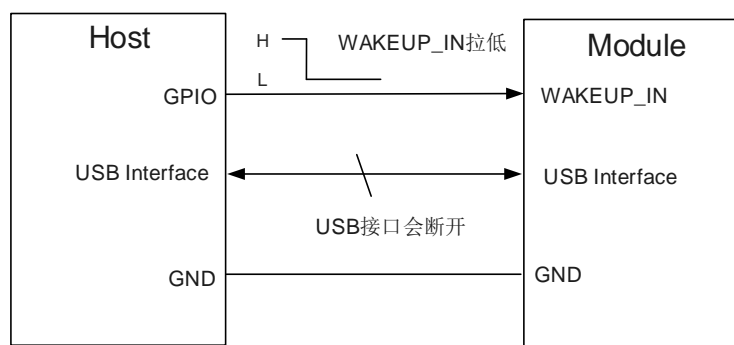 Host
H
WAKEUP_IN拉低
Module
L
GPIO
WAKEUP_IN
USB Interface
USB Interface
USB接口会断开
GND
GND